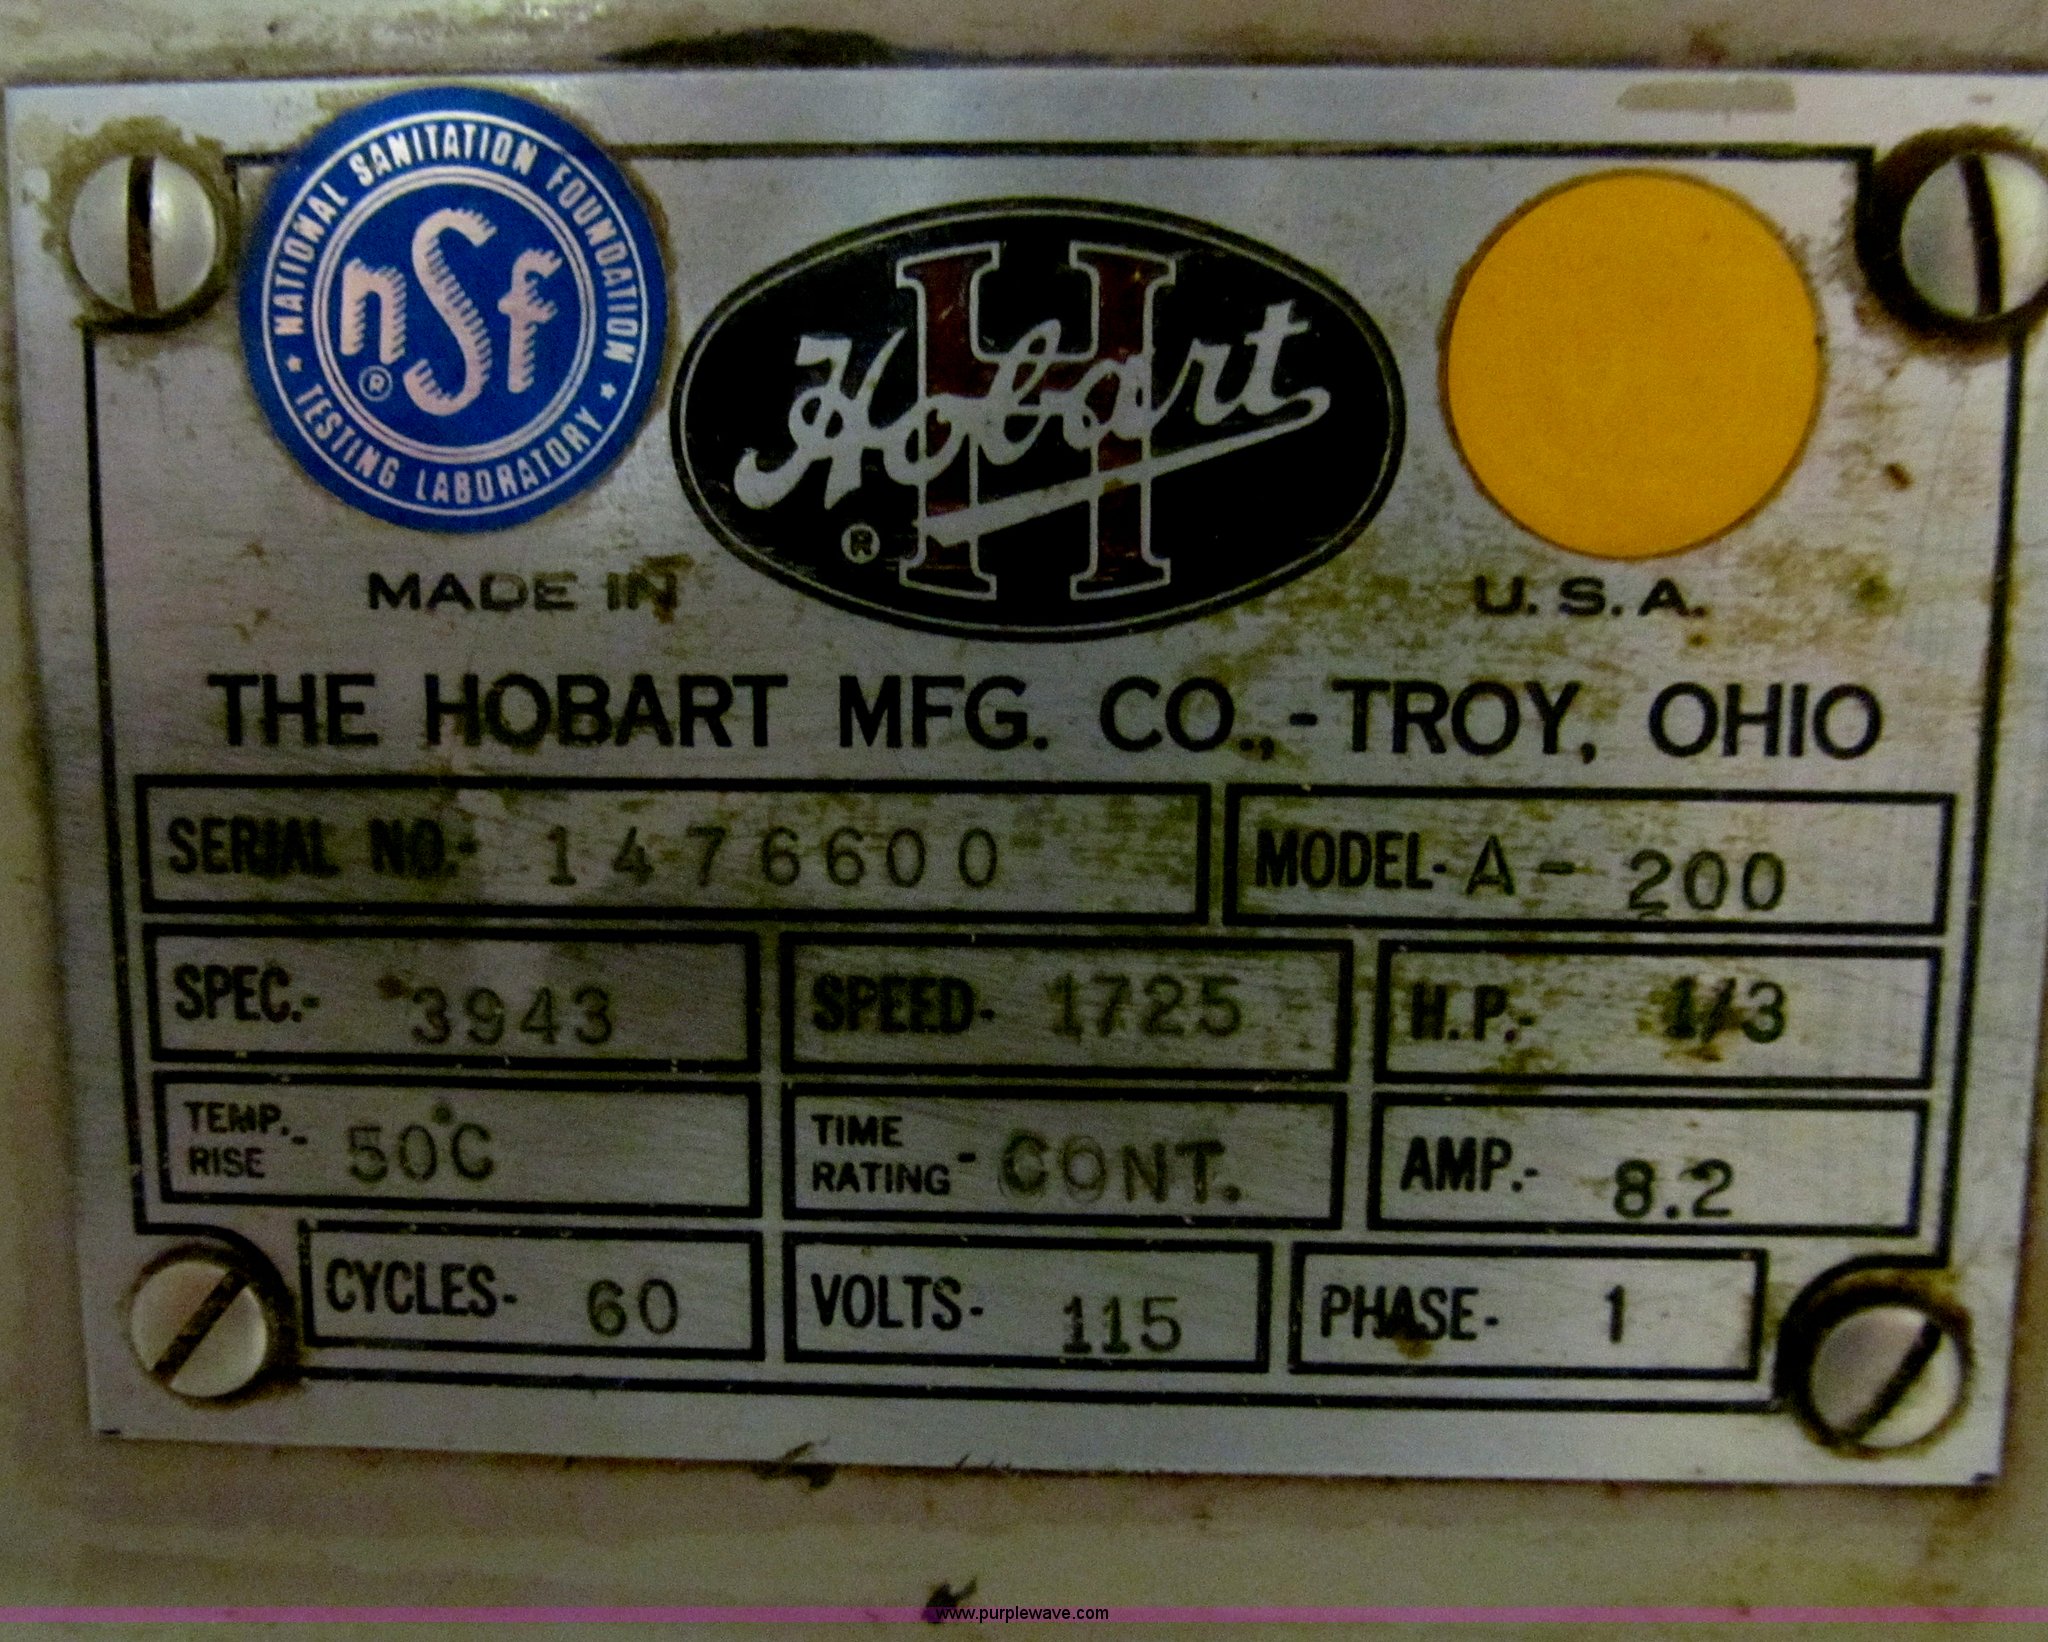 NATIONAL SANITATION FOUNDATION
nSf
®
★ TESTING LABORATORY ★
H
Hobart
®
MADE IN U.S.A.
THE HOBART MFG. CO.,-TROY, OHIO
SERIAL NO.- 1476600 MODEL- A-200
SPEC.- 3943 SPEED- 1725 H.P.- 1/3
TEMP. RISE - 50°C TIME RATING - CONT. AMP.- 8.2
CYCLES- 60 VOLTS- 115 PHASE- 1
www.purplewave.com